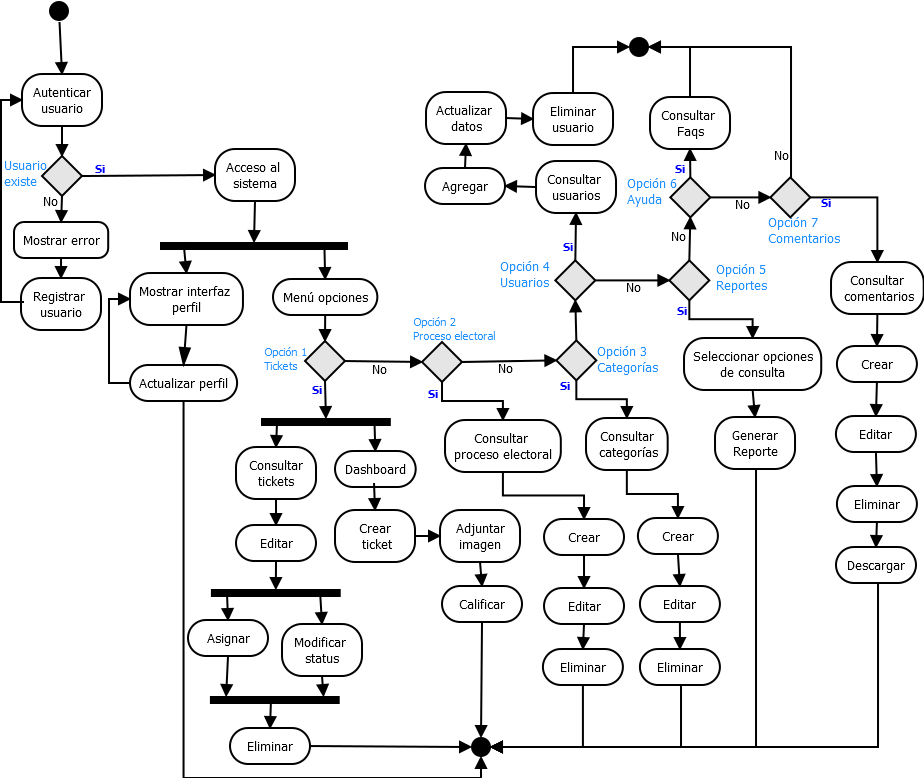 Autenticar
usuario
Usuario
existe
Si
No
Mostrar error
Registrar
usuario
Acceso al
sistema
Mostrar interfaz
perfil
Actualizar perfil
Menú opciones
Opción 1
Tickets
No
Si
Opción 2
Proceso electoral
No
Si
Opción 3
Categorías
Si
Consultar
tickets
Editar
Asignar
Modificar
status
Eliminar
Dashboard
Crear
ticket
Adjuntar
imagen
Calificar
Consultar
proceso electoral
Crear
Editar
Eliminar
Consultar
categorías
Crear
Editar
Eliminar
Opción 4
Usuarios
Si
No
Consultar
usuarios
Agregar
Actualizar
datos
Eliminar
usuario
Opción 5
Reportes
No
Si
Seleccionar opciones
de consulta
Generar
Reporte
Opción 6
Ayuda
Si
No
Consultar
Faqs
Opción 7
Comentarios
No
Si
Consultar
comentarios
Crear
Editar
Eliminar
Descargar